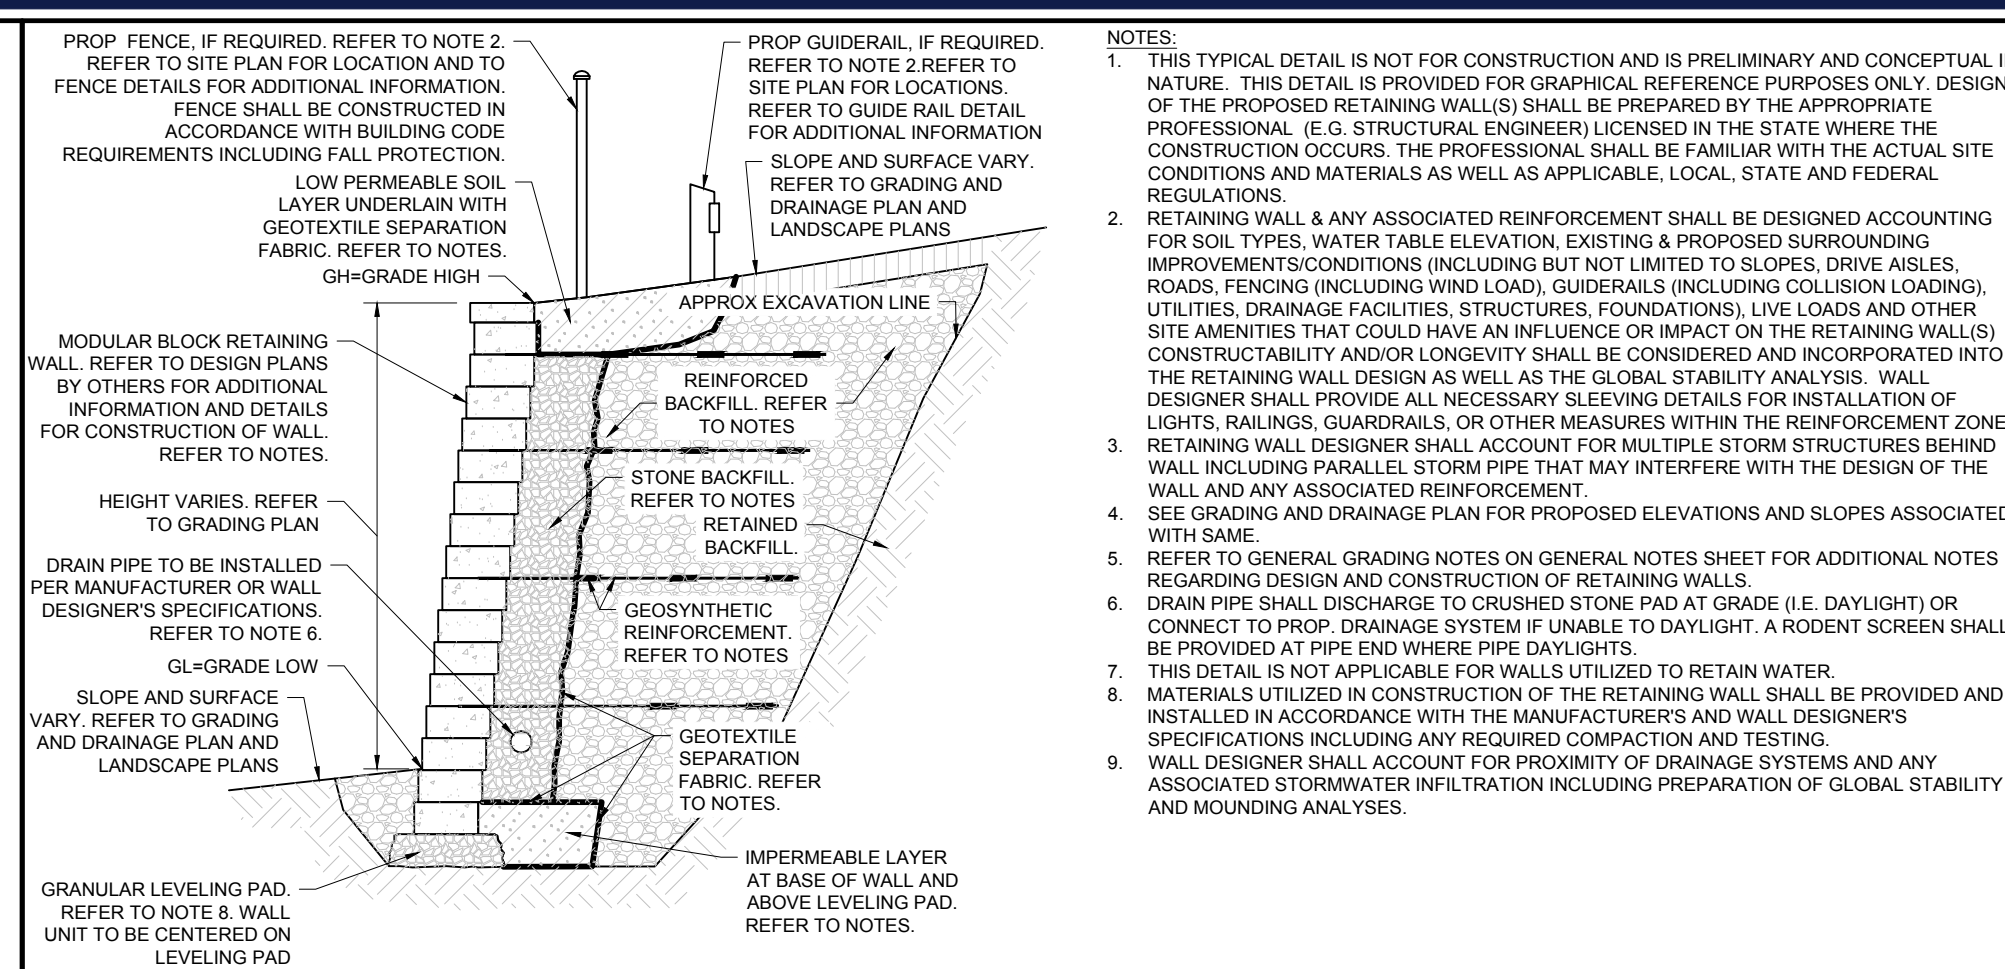 PROP FENCE, IF REQUIRED. REFER TO NOTE 2.
REFER TO SITE PLAN FOR LOCATION AND TO
FENCE DETAILS FOR ADDITIONAL INFORMATION.
FENCE SHALL BE CONSTRUCTED IN
ACCORDANCE WITH BUILDING CODE
REQUIREMENTS INCLUDING FALL PROTECTION.
LOW PERMEABLE SOIL
LAYER UNDERLAIN WITH
GEOTEXTILE SEPARATION
FABRIC. REFER TO NOTES.
GH=GRADE HIGH
MODULAR BLOCK RETAINING
WALL. REFER TO DESIGN PLANS
BY OTHERS FOR ADDITIONAL
INFORMATION AND DETAILS
FOR CONSTRUCTION OF WALL.
REFER TO NOTES.
HEIGHT VARIES. REFER
TO GRADING PLAN
DRAIN PIPE TO BE INSTALLED
PER MANUFACTURER OR WALL
DESIGNER'S SPECIFICATIONS.
REFER TO NOTE 6.
GL=GRADE LOW
SLOPE AND SURFACE
VARY. REFER TO GRADING
AND DRAINAGE PLAN AND
LANDSCAPE PLANS
GRANULAR LEVELING PAD.
REFER TO NOTE 8. WALL
UNIT TO BE CENTERED ON
LEVELING PAD
PROP GUIDERAIL, IF REQUIRED.
REFER TO NOTE 2.REFER TO
SITE PLAN FOR LOCATIONS.
REFER TO GUIDE RAIL DETAIL
FOR ADDITIONAL INFORMATION
SLOPE AND SURFACE VARY.
REFER TO GRADING AND
DRAINAGE PLAN AND
LANDSCAPE PLANS
APPROX EXCAVATION LINE
REINFORCED
BACKFILL. REFER
TO NOTES
STONE BACKFILL.
REFER TO NOTES
RETAINED
BACKFILL.
GEOSYNTHETIC
REINFORCEMENT.
REFER TO NOTES
GEOTEXTILE
SEPARATION
FABRIC. REFER
TO NOTES.
IMPERMEABLE LAYER
AT BASE OF WALL AND
ABOVE LEVELING PAD.
REFER TO NOTES.
NOTES:
1. THIS TYPICAL DETAIL IS NOT FOR CONSTRUCTION AND IS PRELIMINARY AND CONCEPTUAL
NATURE. THIS DETAIL IS PROVIDED FOR GRAPHICAL REFERENCE PURPOSES ONLY. DESIGN
OF THE PROPOSED RETAINING WALL(S) SHALL BE PREPARED BY THE APPROPRIATE
PROFESSIONAL (E.G. STRUCTURAL ENGINEER) LICENSED IN THE STATE WHERE THE
CONSTRUCTION OCCURS. THE PROFESSIONAL SHALL BE FAMILIAR WITH THE ACTUAL SITE
CONDITIONS AND MATERIALS AS WELL AS APPLICABLE, LOCAL, STATE AND FEDERAL
REGULATIONS.
2. RETAINING WALL & ANY ASSOCIATED REINFORCEMENT SHALL BE DESIGNED ACCOUNTING
FOR SOIL TYPES, WATER TABLE ELEVATION, EXISTING & PROPOSED SURROUNDING
IMPROVEMENTS/CONDITIONS (INCLUDING BUT NOT LIMITED TO SLOPES, DRIVE AISLES,
ROADS, FENCING (INCLUDING WIND LOAD), GUIDERAILS (INCLUDING COLLISION LOADING),
UTILITIES, DRAINAGE FACILITIES, STRUCTURES, FOUNDATIONS), LIVE LOADS AND OTHER
SITE AMENITIES THAT COULD HAVE AN INFLUENCE OR IMPACT ON THE RETAINING WALL(S)
CONSTRUCTABILITY AND/OR LONGEVITY SHALL BE CONSIDERED AND INCORPORATED INTO
THE RETAINING WALL DESIGN AS WELL AS THE GLOBAL STABILITY ANALYSIS. WALL
DESIGNER SHALL PROVIDE ALL NECESSARY SLEEVING DETAILS FOR INSTALLATION OF
LIGHTS, RAILINGS, GUARDRAILS, OR OTHER MEASURES WITHIN THE REINFORCEMENT ZONE
3. RETAINING WALL DESIGNER SHALL ACCOUNT FOR MULTIPLE STORM STRUCTURES BEHIND
WALL INCLUDING PARALLEL STORM PIPE THAT MAY INTERFERE WITH THE DESIGN OF THE
WALL AND ANY ASSOCIATED REINFORCEMENT.
4. SEE GRADING AND DRAINAGE PLAN FOR PROPOSED ELEVATIONS AND SLOPES ASSOCIATED
WITH SAME.
5. REFER TO GENERAL GRADING NOTES ON GENERAL NOTES SHEET FOR ADDITIONAL NOTES
REGARDING DESIGN AND CONSTRUCTION OF RETAINING WALLS.
6. DRAIN PIPE SHALL DISCHARGE TO CRUSHED STONE PAD AT GRADE (I.E. DAYLIGHT) OR
CONNECT TO PROP. DRAINAGE SYSTEM IF UNABLE TO DAYLIGHT. A RODENT SCREEN SHALL
BE PROVIDED AT PIPE END WHERE PIPE DAYLIGHTS.
7. THIS DETAIL IS NOT APPLICABLE FOR WALLS UTILIZED TO RETAIN WATER.
8. MATERIALS UTILIZED IN CONSTRUCTION OF THE RETAINING WALL SHALL BE PROVIDED AND
INSTALLED IN ACCORDANCE WITH THE MANUFACTURER'S AND WALL DESIGNER'S
SPECIFICATIONS INCLUDING ANY REQUIRED COMPACTION AND TESTING.
9. WALL DESIGNER SHALL ACCOUNT FOR PROXIMITY OF DRAINAGE SYSTEMS AND ANY
ASSOCIATED STORMWATER INFILTRATION INCLUDING PREPARATION OF GLOBAL STABILITY
AND MOUNDING ANALYSES.